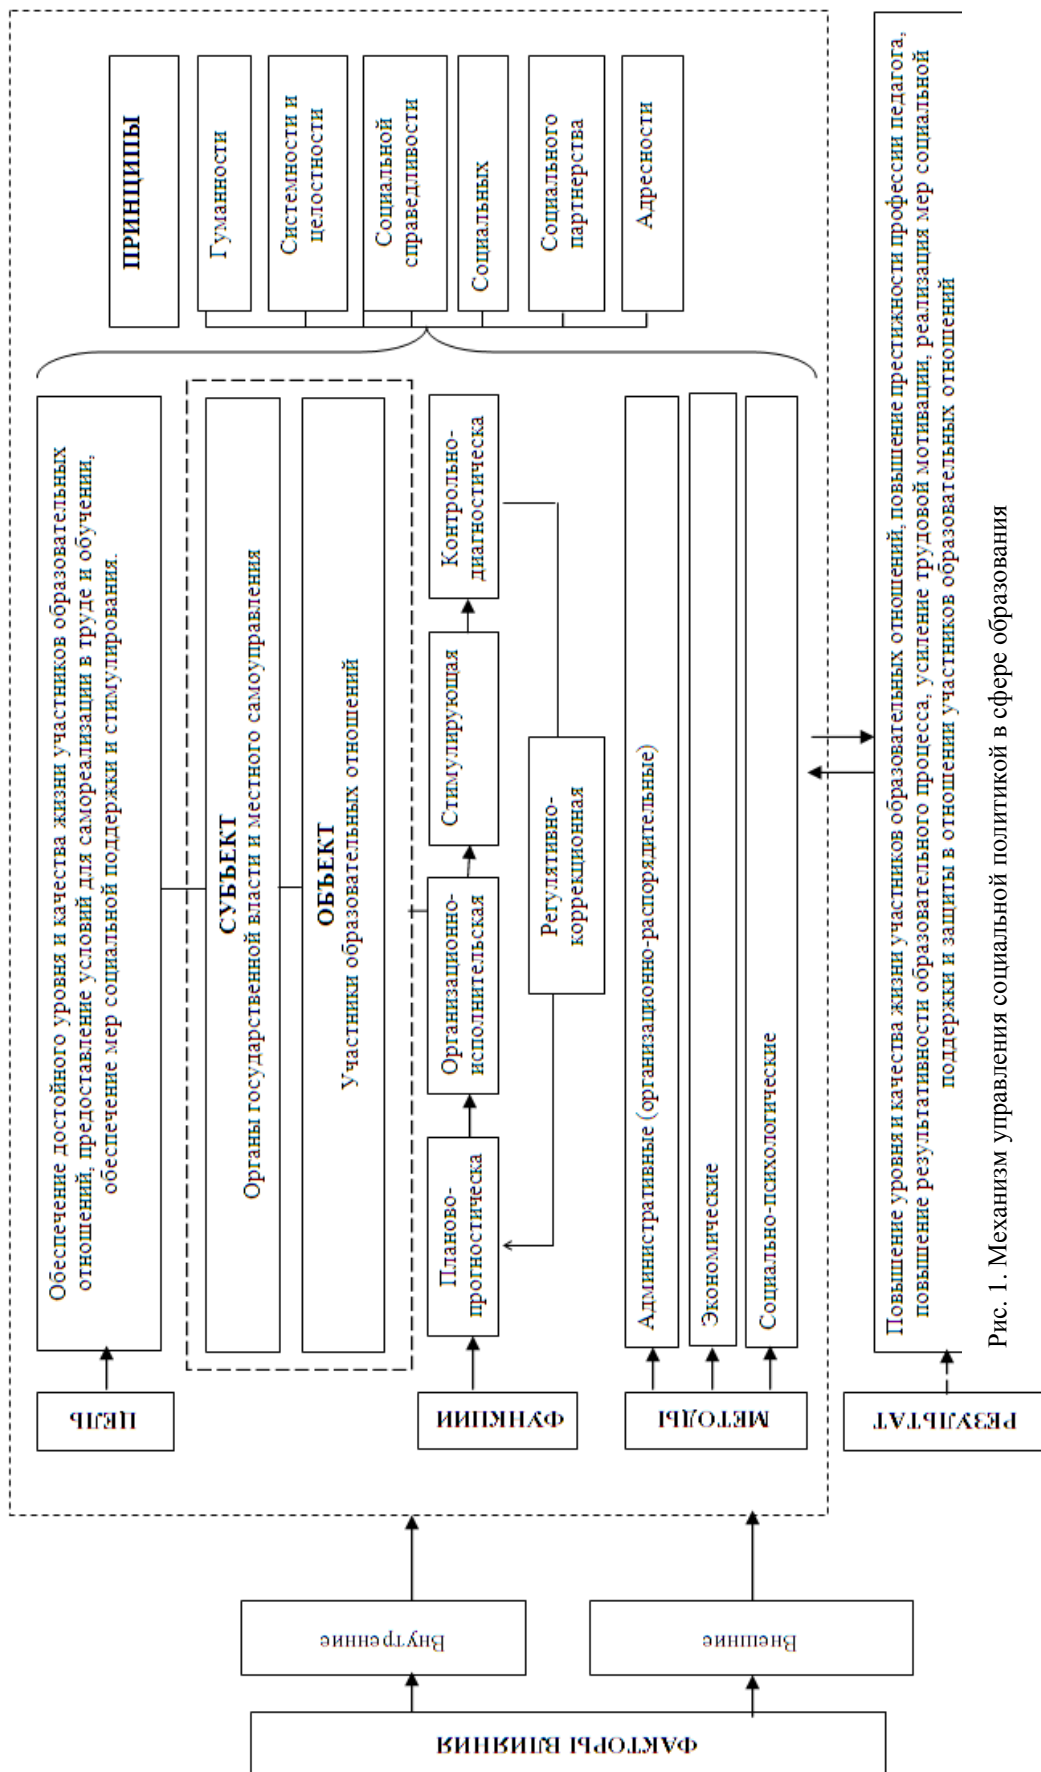 ФАКТОРЫ ВЛИЯНИЯ
Внутренние
Внешние
ЦЕЛЬ
Обеспечение достойного уровня и качества жизни участников образовательных
отношений, предоставление условий для самореализации в труде и обучении,
обеспечение мер социальной поддержки и стимулирования.
СУБЪЕКТ
Органы государственной власти и местного самоуправления
ОБЪЕКТ
Участники образовательных отношений
ФУНКЦИИ
Планово-
прогностическа
Организационно-
исполнительская
Стимулирующая
Контрольно-
диагностическа
Регулятивно-
коррекционная
МЕТОДЫ
Административные (организационно-распорядительные)
Экономические
Социально-психологические
ПРИНЦИПЫ
Гуманности
Системности и
целостности
Социальной
справедливости
Социальных
Социального
партнерства
Адресности
РЕЗУЛЬТАТ
Повышение уровня и качества жизни участников образовательных отношений, повышение престижности профессии педагога,
повышение результативности образовательного процесса, усиление трудовой мотивации, реализация мер социальной
поддержки и защиты в отношении участников образовательных отношений
Рис. 1. Механизм управления социальной политикой в сфере образования